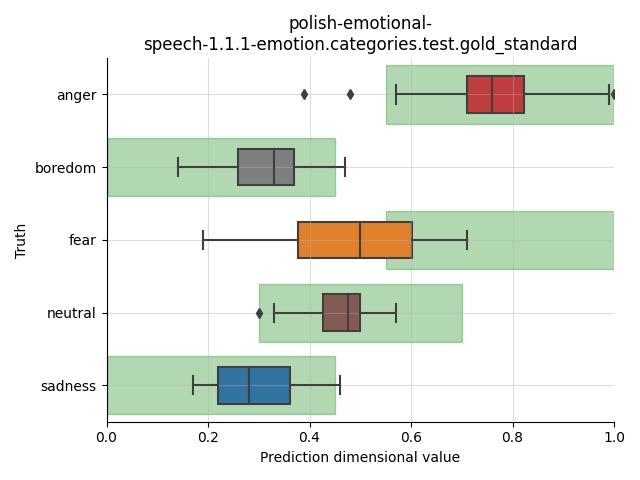 polish-emotional-
speech-1.1.1-emotion.categories.test.gold_standard
anger
boredom
fear
neutral
sadness
Truth
0.0 0.2 0.4 0.6 0.8 1.0
Prediction dimensional value